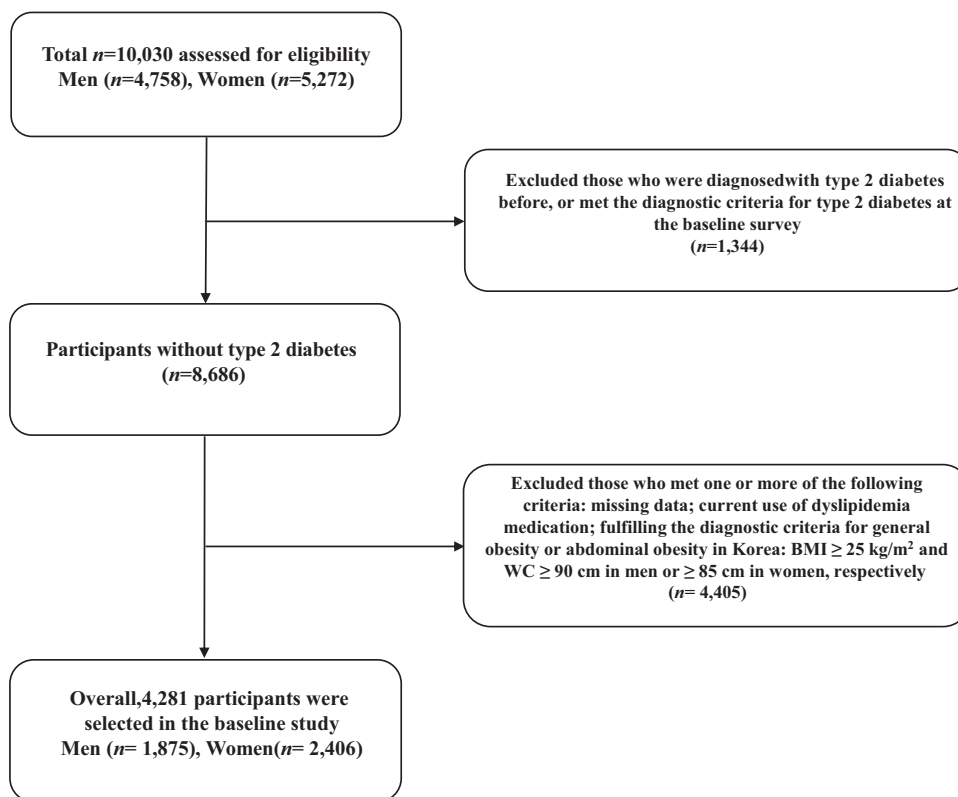 Total n=10,030 assessed for eligibility
Men (n=4,758), Women (n=5,272)
Excluded those who were diagnosedwith type 2 diabetes
before, or met the diagnostic criteria for type 2 diabetes at
the baseline survey
(n=1,344)
Participants without type 2 diabetes
(n=8,686)
Excluded those who met one or more of the following
criteria: missing data; current use of dyslipidemia
medication; fulfilling the diagnostic criteria for general
obesity or abdominal obesity in Korea: BMI ≥ 25 kg/m² and
WC ≥ 90 cm in men or ≥ 85 cm in women, respectively
(n= 4,405)
Overall,4,281 participants were
selected in the baseline study
Men (n= 1,875), Women(n= 2,406)